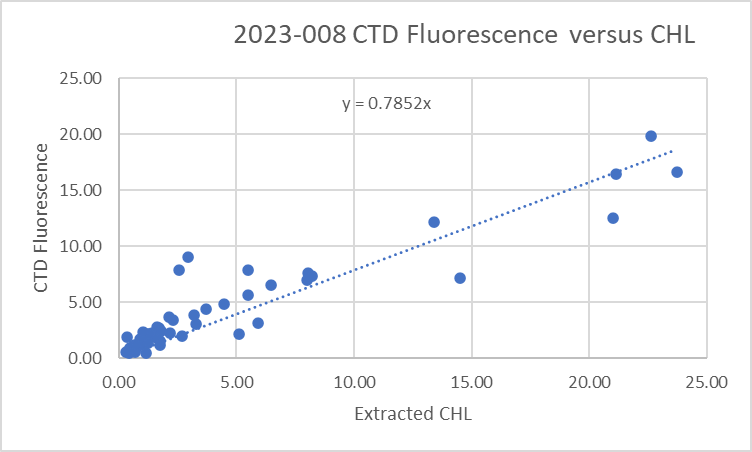 2023-008 CTD Fluorescence versus CHL
25.00
y = 0.7852x
20.00
15.00
10.00
5.00
0.00
CTD Fluorescence
0.00 5.00 10.00 15.00 20.00 25.00
Extracted CHL